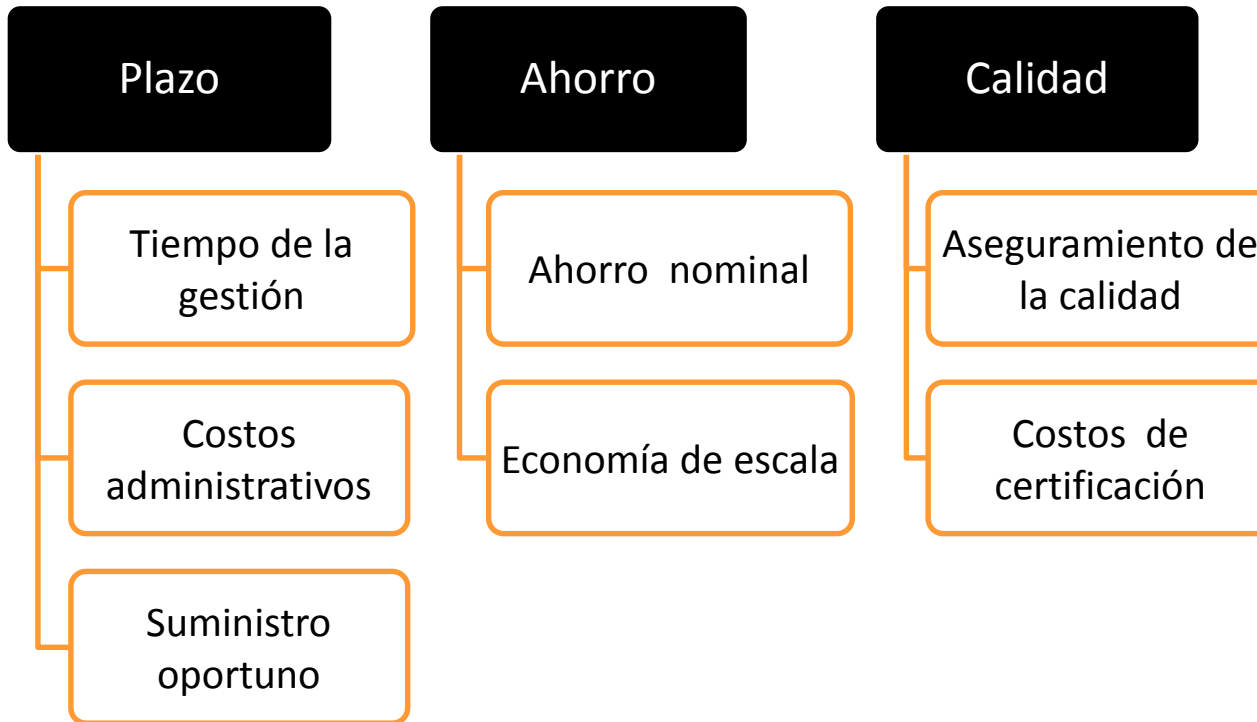 Plazo
Tiempo de la
gestión
Costos
administrativos
Suministro
oportuno
Ahorro
Ahorro nominal
Economía de escala
Calidad
Aseguramiento de
la calidad
Costos de
certificación